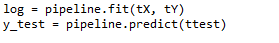 log = pipeline.fit(tX, tY)
y_test = pipeline.predict(ttest)